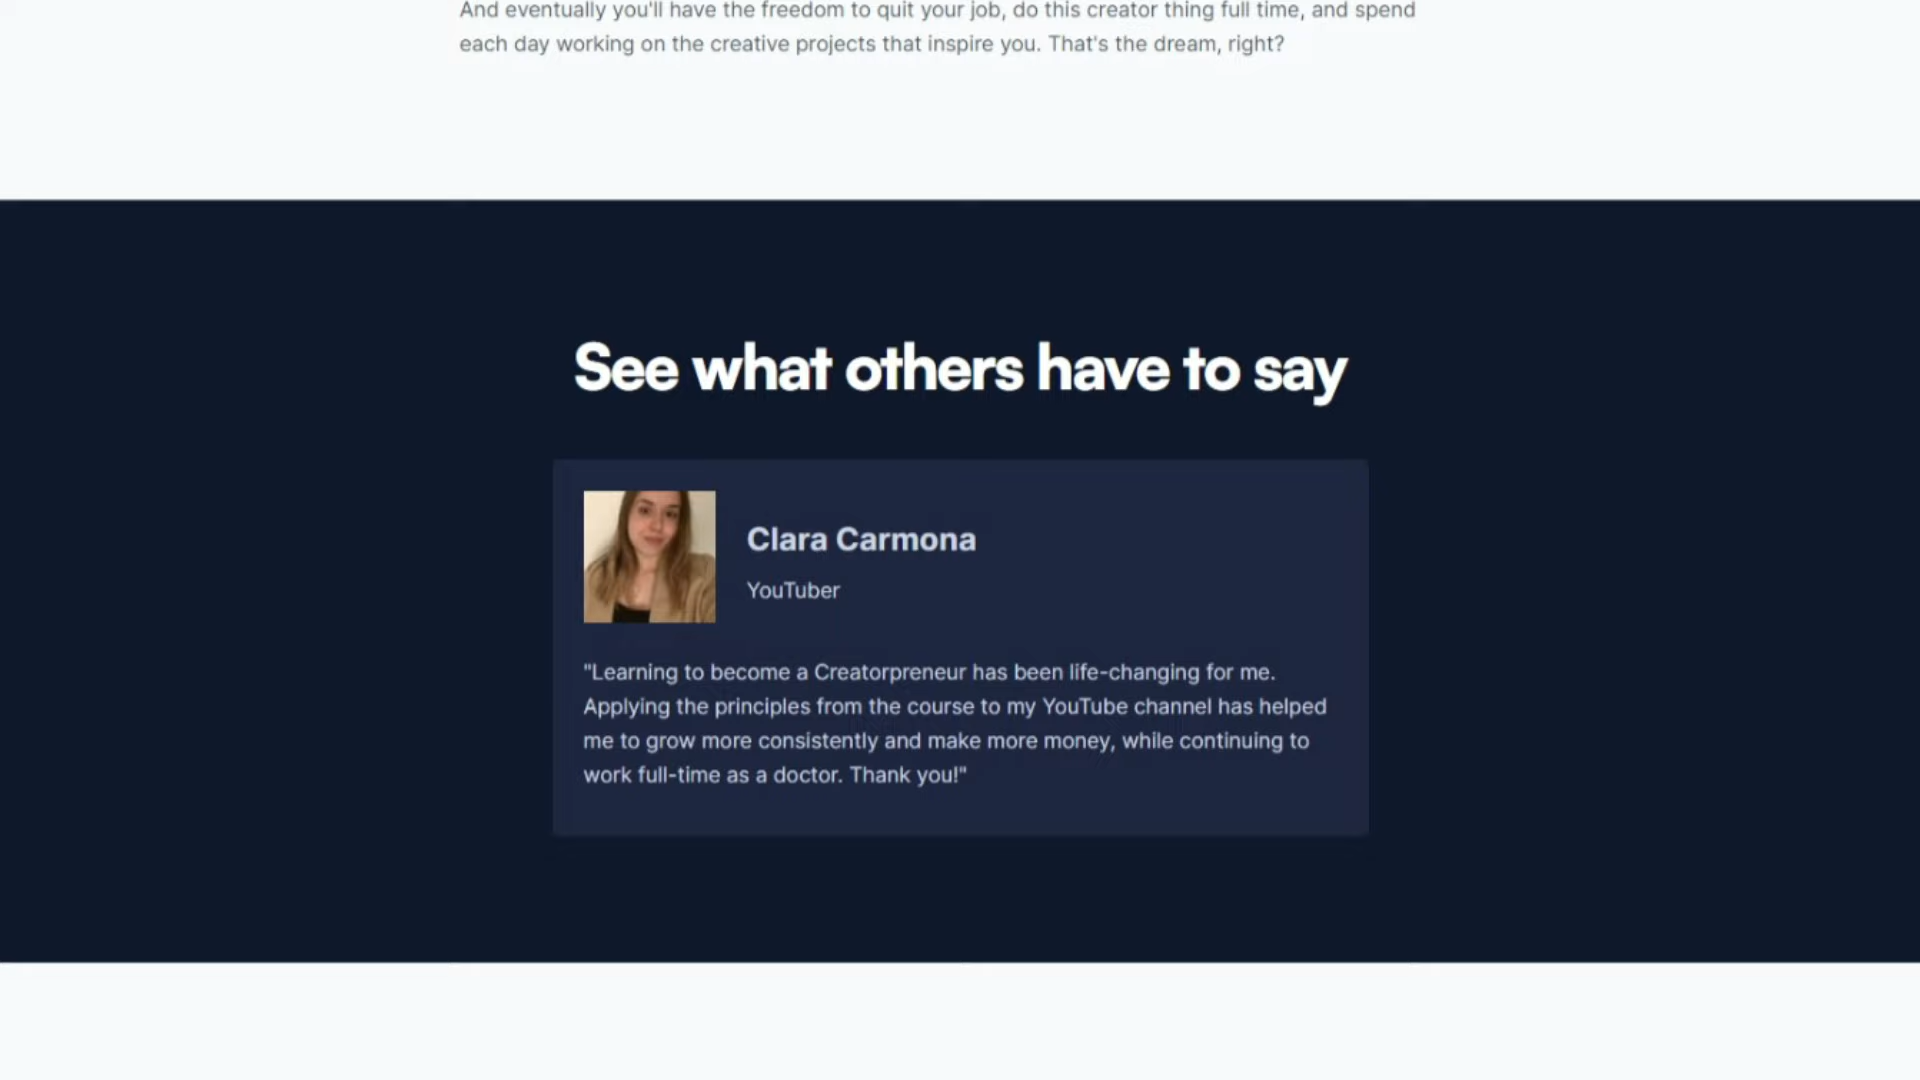 And eventually you'll have the freedom to quit your job, do this creator thing full time, and spend
each day working on the creative projects that inspire you. That's the dream, right?
See what others have to say
Clara Carmona
YouTuber
"Learning to become a Creatorpreneur has been life-changing for me.
Applying the principles from the course to my YouTube channel has helped
me to grow more consistently and make more money, while continuing to
work full-time as a doctor. Thank you!"